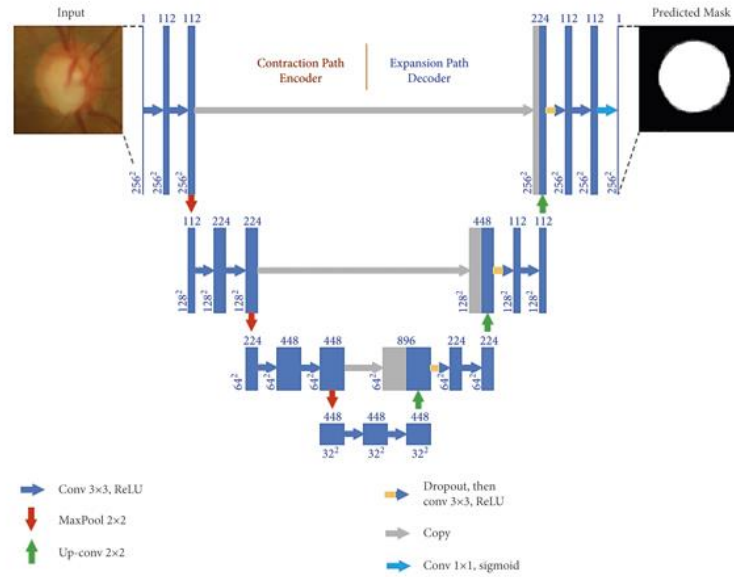 Input
1 112 112
224 112 112 1
Predicted Mask
Contraction Path
Encoder
Expansion Path
Decoder
256² 256² 256²
256² 256² 256² 256²
112 224 224
448 112 112
128² 128² 128²
128² 128² 128²
224 448 448 896 224 224
64² 64² 64² 64² 64² 64²
448 448 448
32² 32² 32²
Conv 3×3, ReLU
MaxPool 2×2
Up-conv 2×2
Dropout, then
conv 3×3, ReLU
Copy
Conv 1×1, sigmoid